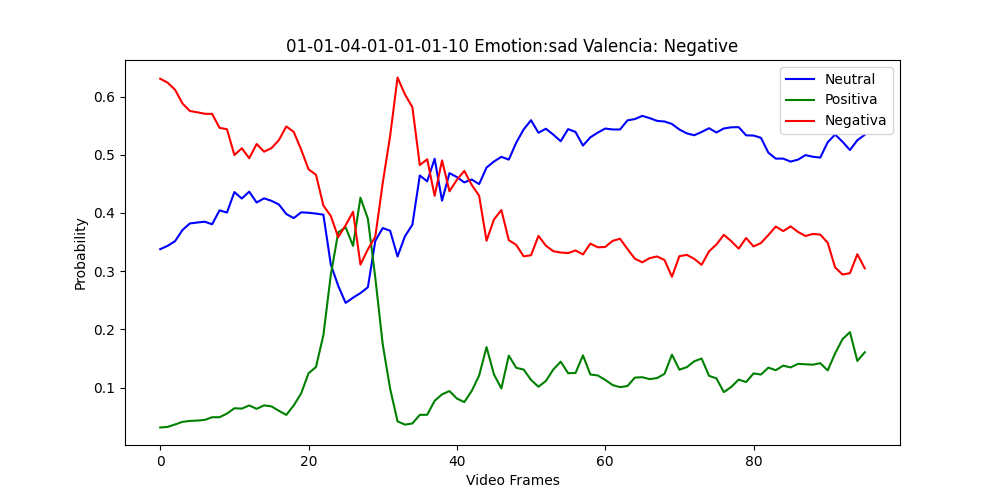 01-01-04-01-01-01-10 Emotion:sad Valencia: Negative
Neutral
Positiva
Negativa
Probability
0.6
0.5
0.4
0.3
0.2
0.1
0 20 40 60 80
Video Frames